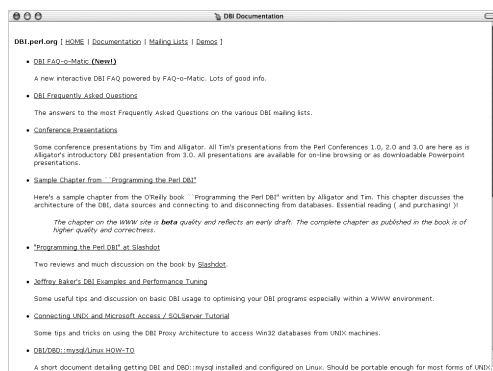 DBI Documentation
DBI.perl.org [ HOME | Documentation | Mailing Lists | Demos ]
• DBI FAQ-o-Matic (New!)
A new interactive DBI FAQ powered by FAQ-o-Matic. Lots of good info.
• DBI Frequently Asked Questions
The answers to the most Frequently Asked Questions on the various DBI mailing lists.
• Conference Presentations
Some conference presentations by Tim and Alligator. All Tim's presentations from the Perl Conferences 1.0, 2.0 and 3.0 are here as is
Alligator's introductory DBI presentation from 3.0. All presentations are available for on-line browsing or as downloadable Powerpoint
presentations.
• Sample Chapter from ``Programming the Perl DBI''
Here's a sample chapter from the O'Reilly book ``Programming the Perl DBI'' written by Alligator and Tim. This chapter discusses the
architecture of the DBI, data sources and connecting to and disconnecting from databases. Essential reading ( and purchasing! )!
The chapter on the WWW site is beta quality and reflects an early draft. The complete chapter as published in the book is of
higher quality and correctness.
• "Programming the Perl DBI" at Slashdot
Two reviews and much discussion on the book by Slashdot.
• Jeffrey Baker's DBI Examples and Performance Tuning
Some useful tips and discussion on basic DBI usage to optimising your DBI programs especially within a WWW environment.
• Connecting UNIX and Microsoft Access / SQLServer Tutorial
Some tips and tricks on using the DBI Proxy Architecture to access Win32 databases from UNIX machines.
• DBI/DBD::mysql/Linux HOW-TO
A short document detailing getting DBI and DBD::mysql installed and configured on Linux. Should be portable enough for most forms of UNIX.